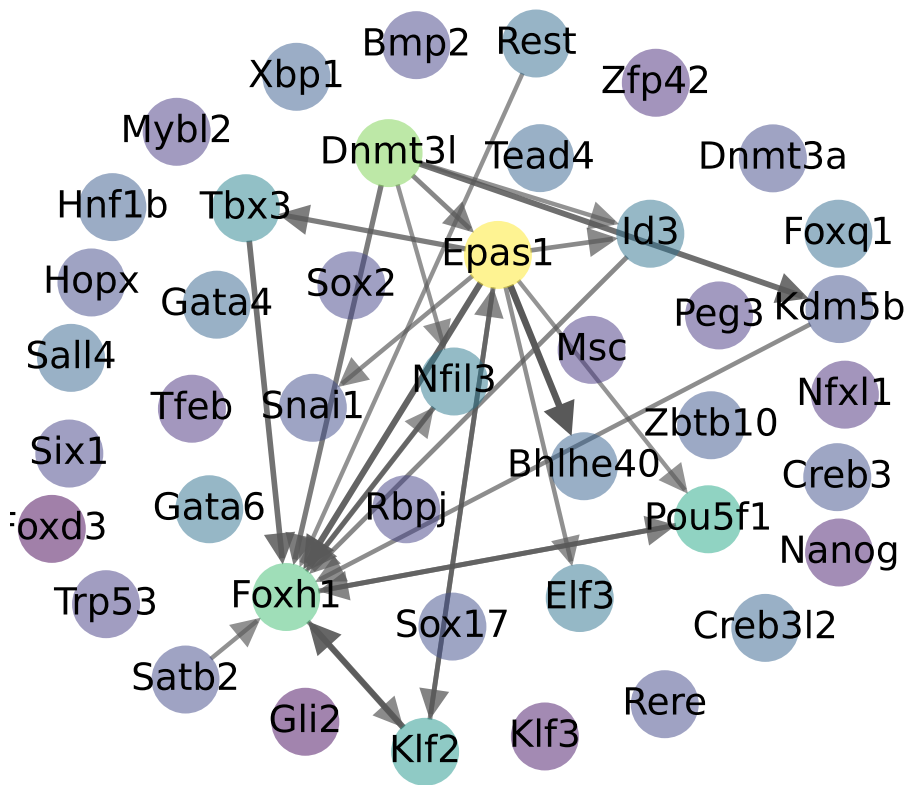 Bmp2
Rest
Xbp1
Zfp42
Mybl2
Dnmt3l
Tead4
Dnmt3a
Hnf1b
Tbx3
Id3
Foxq1
Epas1
Hopx
Sox2
Gata4
Peg3
Kdm5b
Sall4
Msc
Nfil3
Tfeb
Snai1
Nfxl1
Zbtb10
Six1
Bhlhe40
Creb3
Gata6
Rbpj
Pou5f1
Foxd3
Nanog
Trp53
Foxh1
Elf3
Sox17
Creb3l2
Satb2
Rere
Gli2
Klf2
Klf3